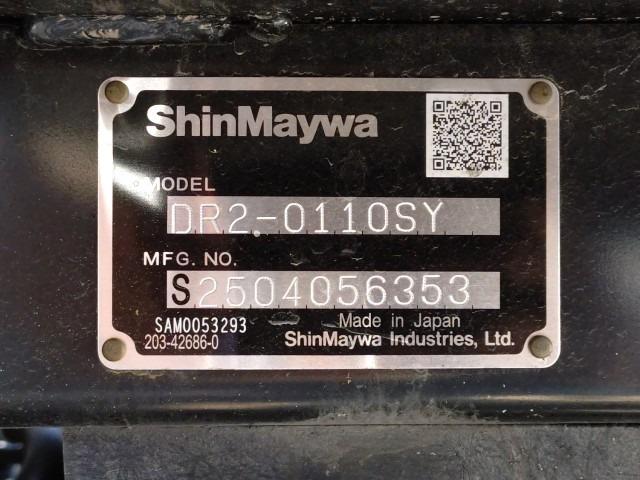 ShinMaywa
MODEL
DR2-0110SY
MFG. NO.
S2504056353
SAM0053293
Made in Japan
203-42686-0
ShinMaywa Industries, Ltd.